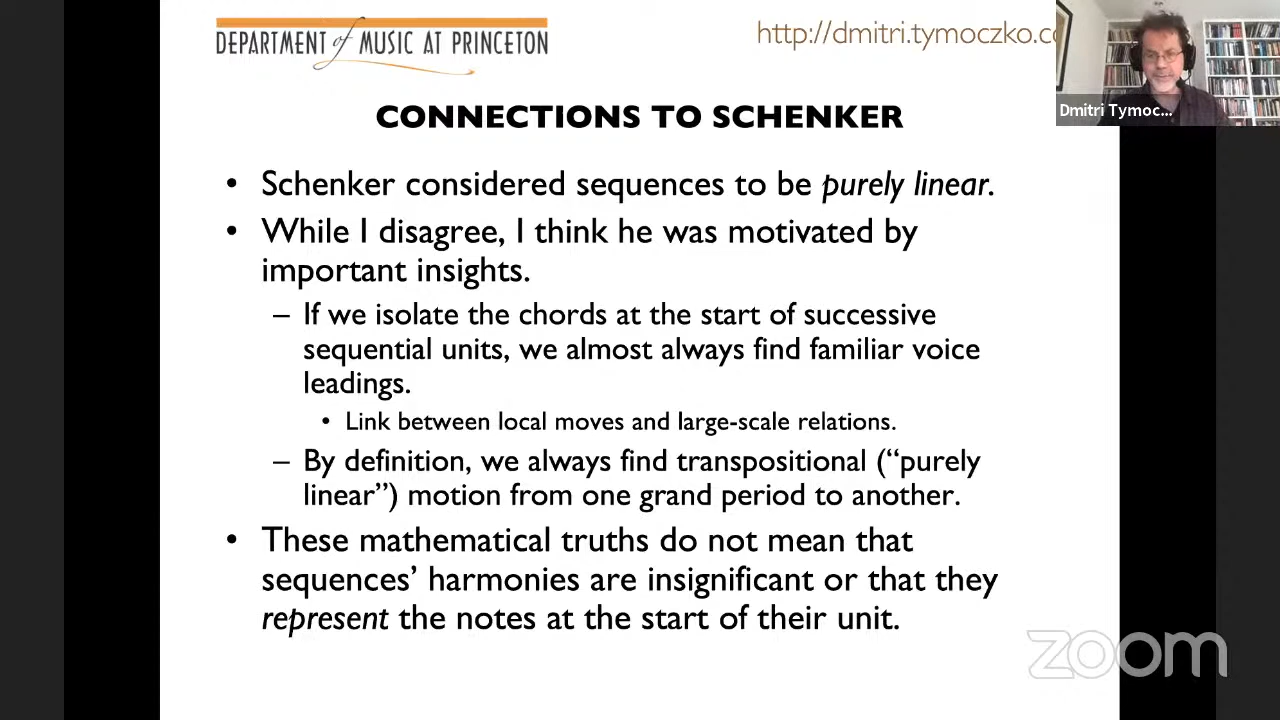 DEPARTMENT of MUSIC AT PRINCETON
http://dmitri.tymoczko.co
Dmitri Tymoc...
CONNECTIONS TO SCHENKER
• Schenker considered sequences to be purely linear.
• While I disagree, I think he was motivated by
important insights.
– If we isolate the chords at the start of successive
sequential units, we almost always find familiar voice
leadings.
• Link between local moves and large-scale relations.
– By definition, we always find transpositional (“purely
linear”) motion from one grand period to another.
• These mathematical truths do not mean that
sequences’ harmonies are insignificant or that they
represent the notes at the start of their unit.
zoom